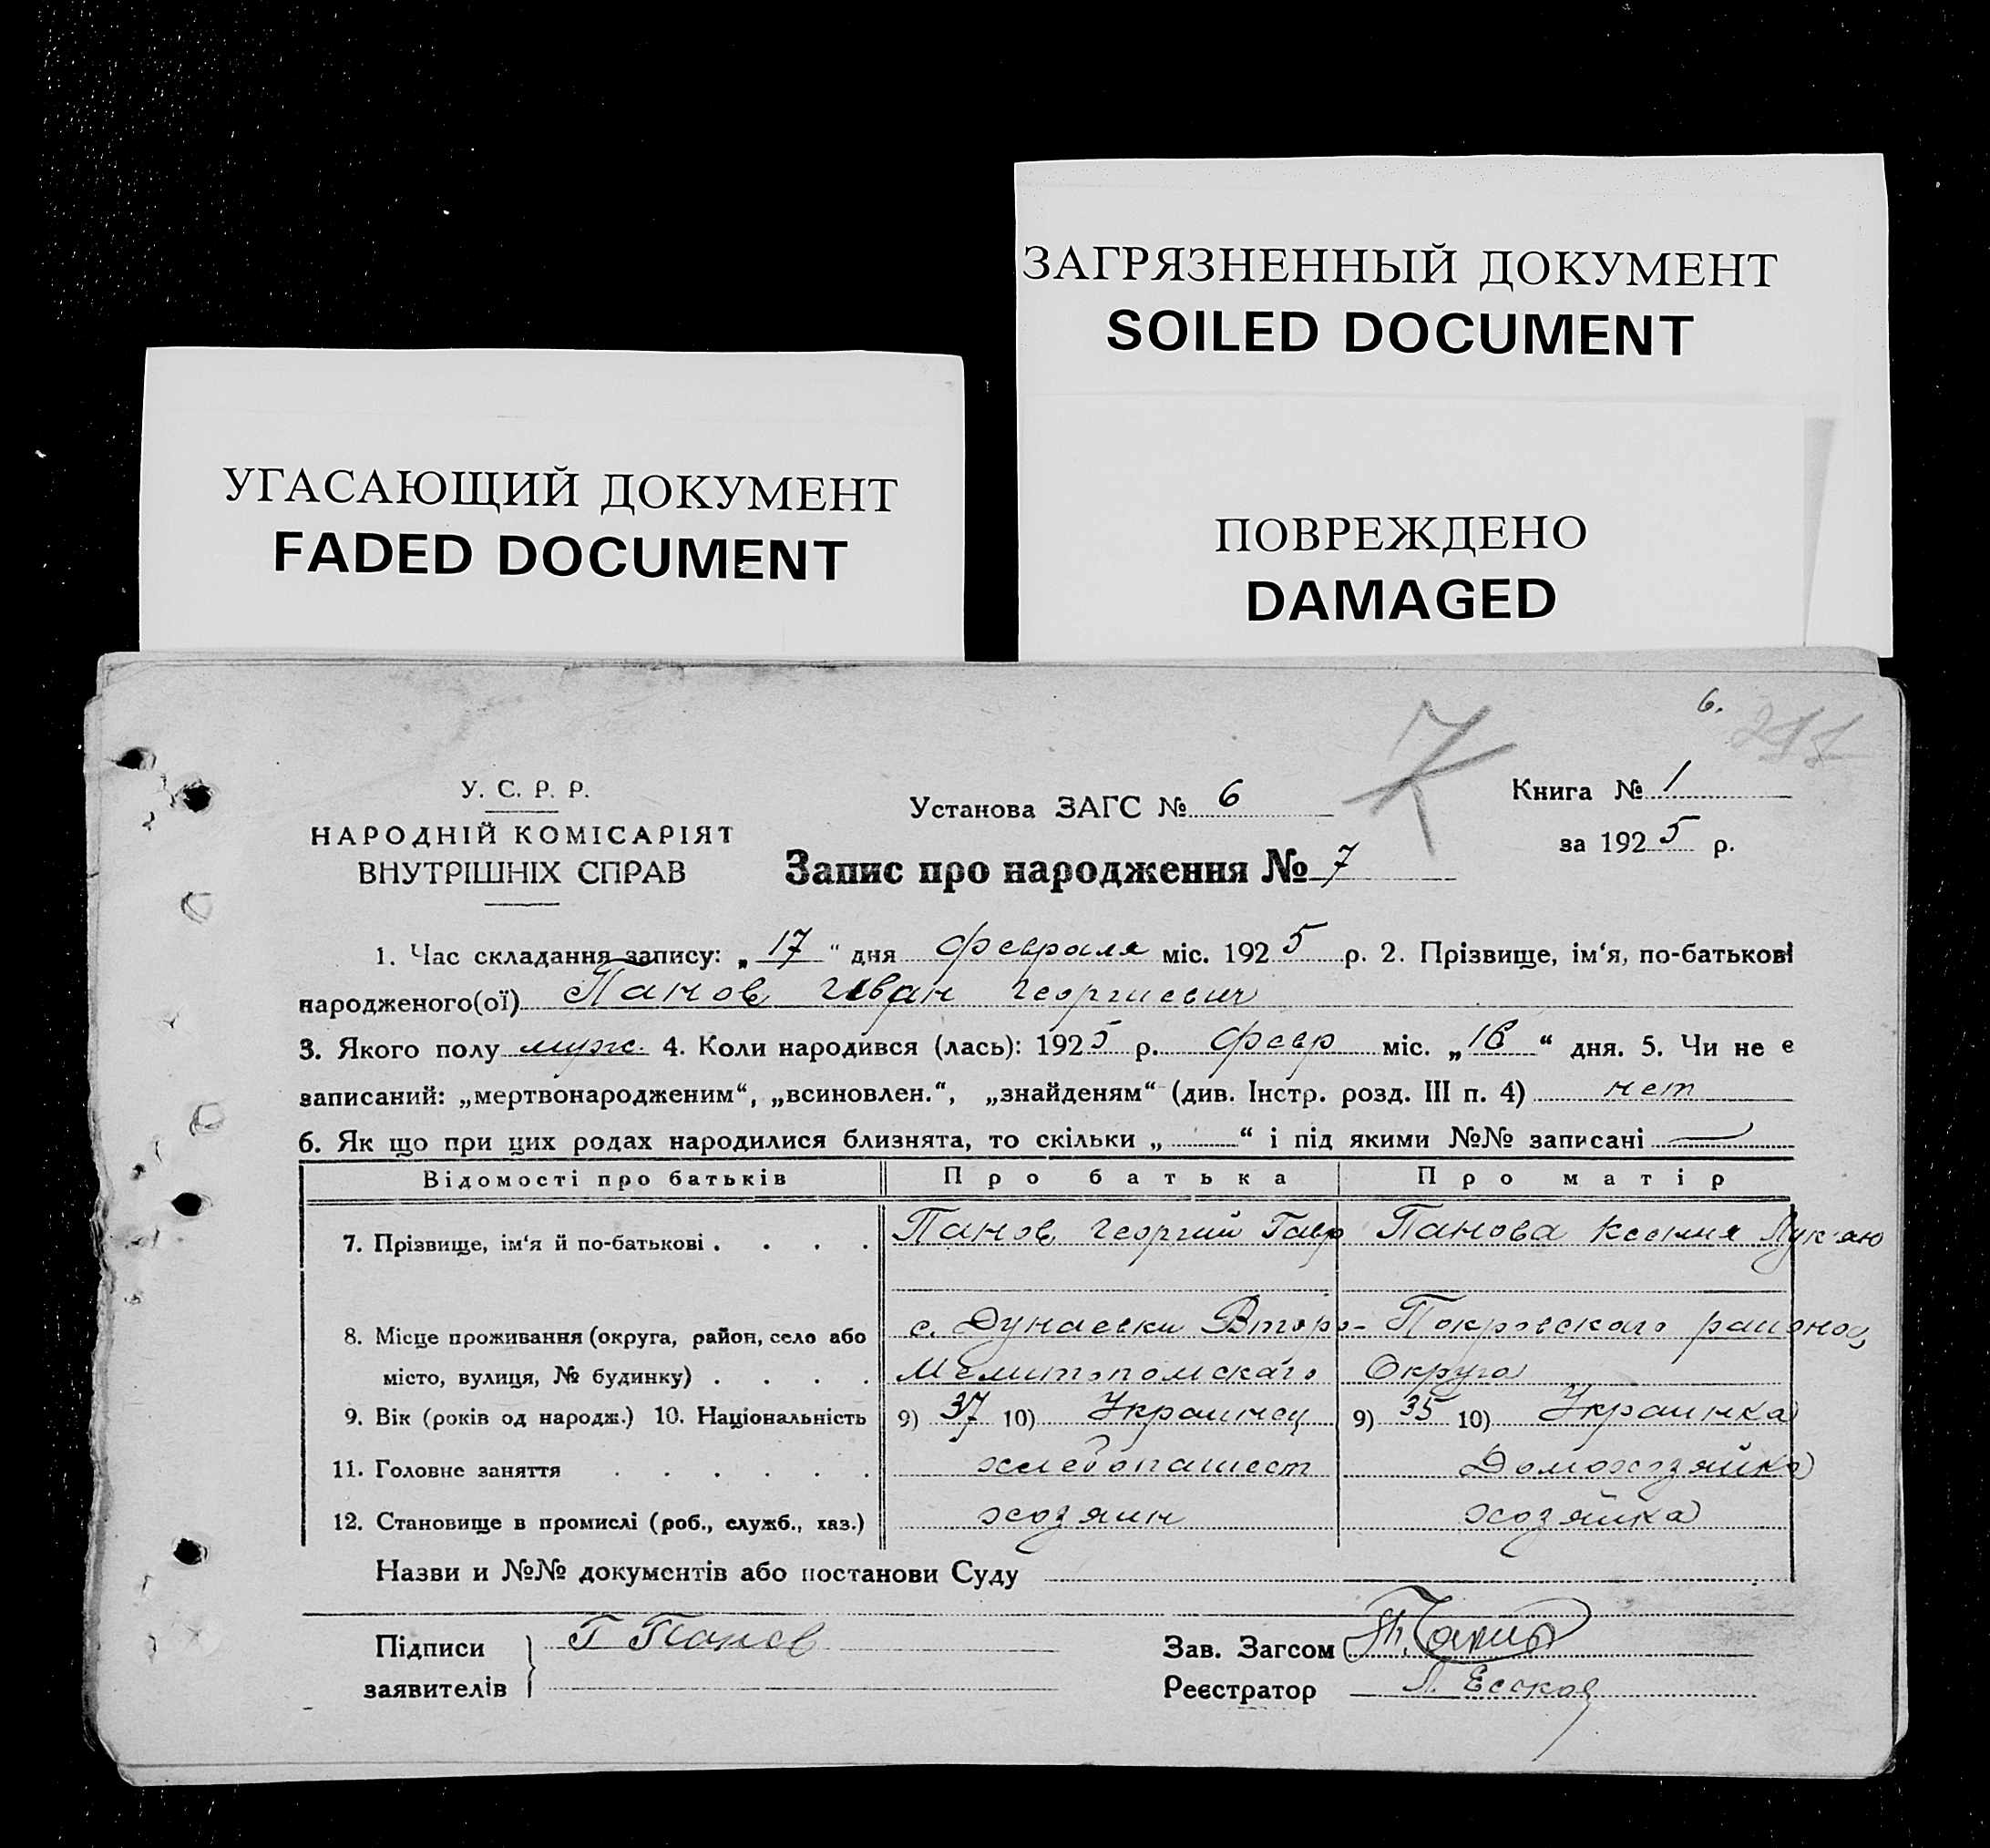 ЗАГРЯЗНЕННЫЙ ДОКУМЕНТ
SOILED DOCUMENT
УГАСАЮЩИЙ ДОКУМЕНТ
FADED DOCUMENT
ПОВРЕЖДЕНО
DAMAGED
6.
У. С. Р. Р.
НАРОДНІЙ КОМІСАРІЯТ
ВНУТРІШНІХ СПРАВ
Установа ЗАГС № 6
7
Запис про народження № 7
Книга № 1
за 1925 р.
1. Час складання запису: „17“ дня февраля міс. 1925 р. 2. Прізвище, ім‘я, по-батькові
народженого(ої) Панов Иван Георгиевич
3. Якого полу муж. 4. Коли народився (лась): 1925 р. февр міс. „16“ дня. 5. Чи не є
записаний: „мертвонародженим“, „всиновлен.“, „знайденям“ (див. Інстр. розд. III п. 4) нет
6. Як що при цих родах народилися близнята, то скільки „ “ і під якими №№ записані —
Відомості про батьків Про батька Про матір
7. Прізвище, ім‘я й по-батькові . . . . Панов Георгий Гавр Панова Ксения
8. Місце проживання (округа, район, село або с. Дунаевки Второ- Покровскаго района,
місто, вулиця, № будинку) . . . . Мелитопольскаго Округа
9. Вік (років од народж.) 10. Національність 9) 37 10) Украинец 9) 35 10) Украинка
11. Головне заняття . . . . . . хлебопашест Домохозяйка
12. Становище в промислі (роб., служб., хаз.) хозяин хозяйка
Назви и №№ документів або постанови Суду
Підписи Г Панов
заявителів
Зав. Загсом
Реєстратор